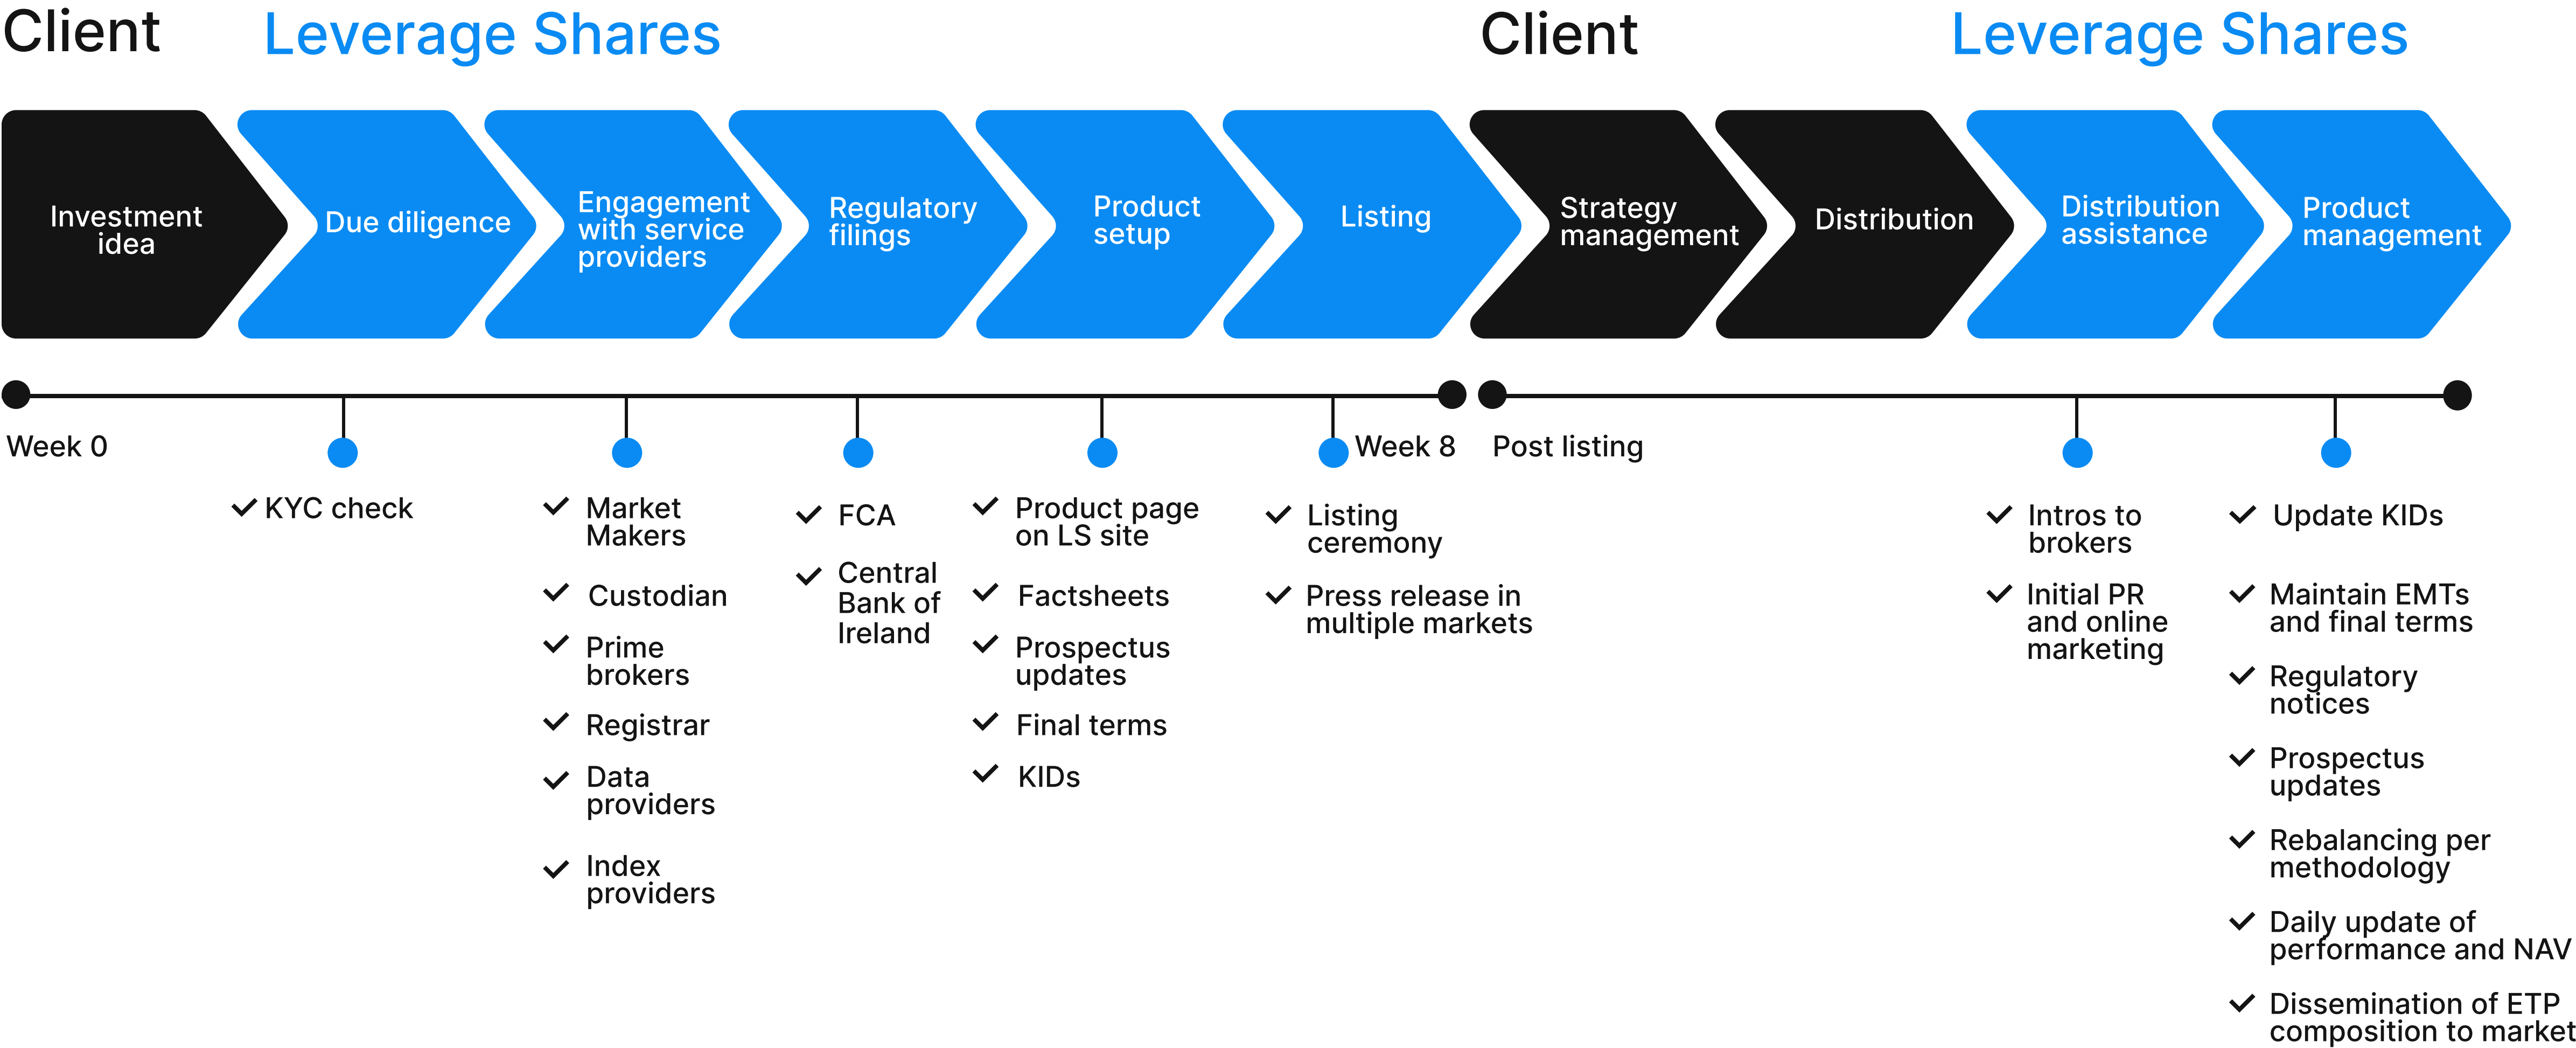 Client
Leverage Shares
Client
Leverage Shares
Investment
idea
Due diligence
Engagement
with service
providers
Regulatory
filings
Product
setup
Listing
Strategy
management
Distribution
Distribution
assistance
Product
management
Week 0
Week 8
Post listing
KYC check
Market
Makers
Custodian
Prime
brokers
Registrar
Data
providers
Index
providers
FCA
Central
Bank of
Ireland
Product page
on LS site
Factsheets
Prospectus
updates
Final terms
KIDs
Listing
ceremony
Press release in
multiple markets
Intros to
brokers
Initial PR
and online
marketing
Update KIDs
Maintain EMTs
and final terms
Regulatory
notices
Prospectus
updates
Rebalancing per
methodology
Daily update of
performance and NAV
Dissemination of ETP
composition to market